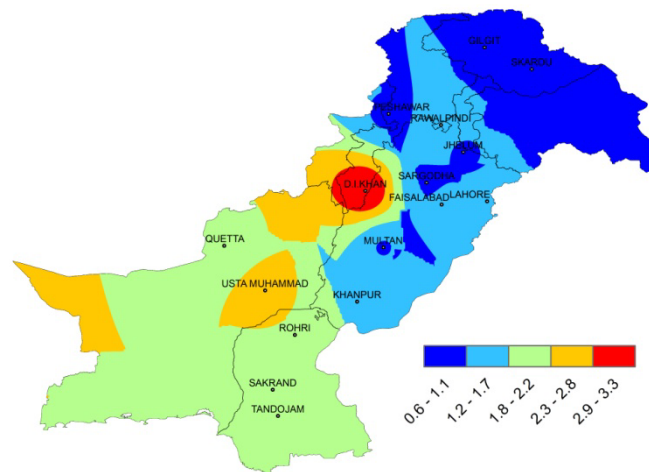 GILGIT
SKARDU
PESHAWAR
RAWALPINDI
JHELUM
SARGODHA
D.I.KHAN
FAISALABAD
LAHORE
QUETTA
MULTAN
USTA MUHAMMAD
KHANPUR
ROHRI
SAKRAND
TANDOJAM
0.6 - 1.1
1.2 - 1.7
1.8 - 2.2
2.3 - 2.8
2.9 - 3.3